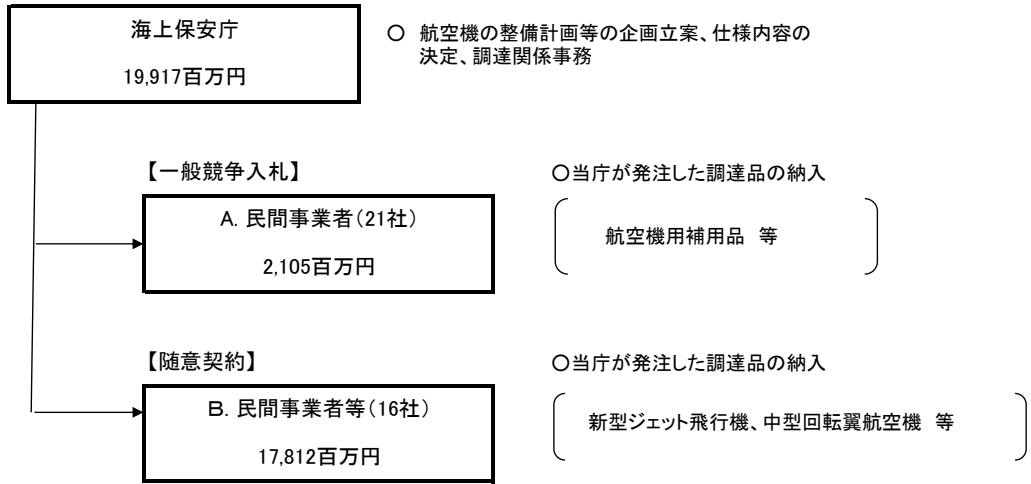 海上保安庁
19,917百万円
〇 航空機の整備計画等の企画立案、仕様内容の
決定、調達関係事務
【一般競争入札】
〇当庁が発注した調達品の納入
A. 民間事業者(21社)
2,105百万円
航空機用補用品 等
【随意契約】
〇当庁が発注した調達品の納入
B. 民間事業者等(16社)
17,812百万円
新型ジェット飛行機、中型回転翼航空機 等